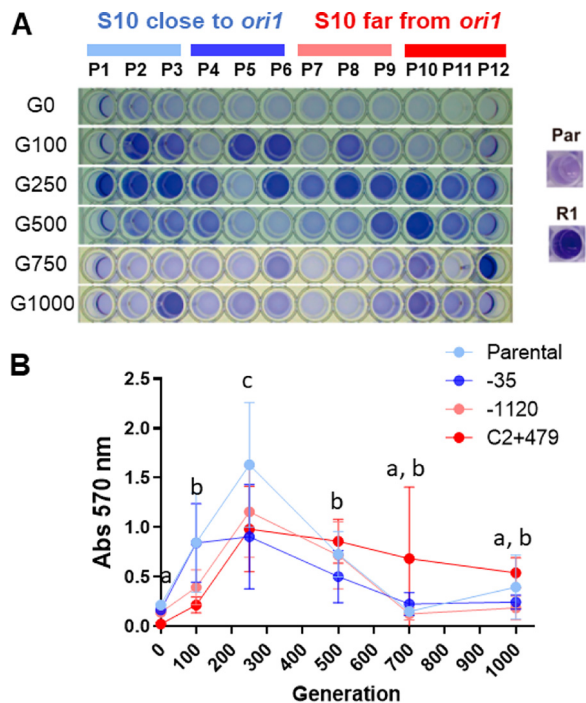 A
S10 close to ori1 S10 far from ori1
P1 P2 P3 P4 P5 P6 P7 P8 P9 P10 P11 P12
G0
G100
G250
G500
G750
G1000
Par
R1
B
Parental
-35
-1120
C2+479
Abs 570 nm
2.5
2.0
1.5
1.0
0.5
0.0
a
b
c
b
a, b
a, b
0 100 200 300 400 500 600 700 800 900 1000
Generation